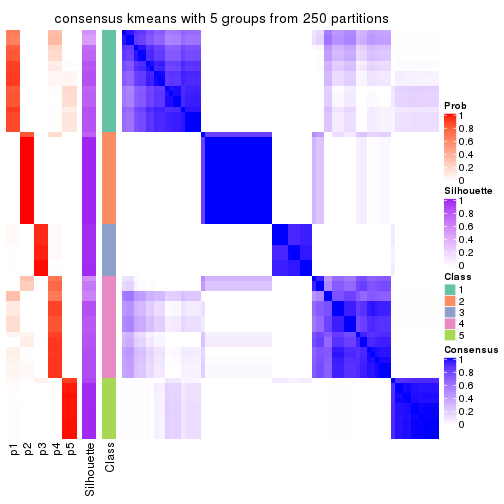 consensus kmeans with 5 groups from 250 partitions
Prob
1
0.8
0.6
0.4
0.2
0
Silhouette
1
0.8
0.6
0.4
0.2
0
Class
1
2
3
4
5
Consensus
1
0.8
0.6
0.4
0.2
0
p1
p2
p3
p4
p5
Silhouette
Class